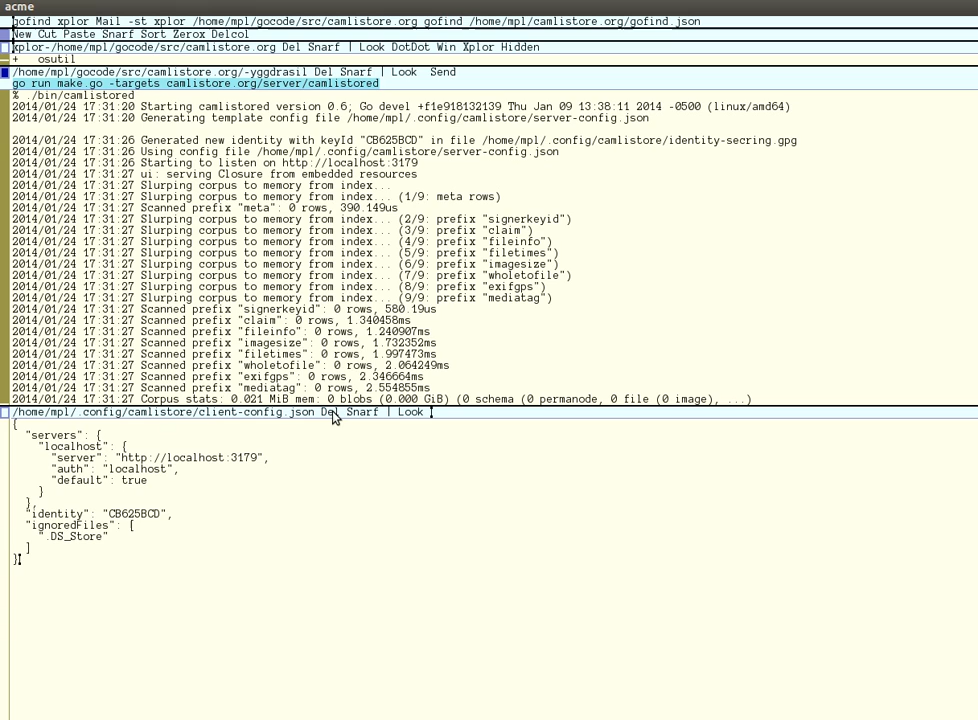 acme
gofind xplor Mail -st xplor /home/mpl/gocode/src/camlistore.org gofind /home/mpl/gofind.json
New Cut Paste Snarf Sort Zerox Delcol
xplor-/home/mpl/gocode/src/camlistore.org Del Snarf | Look DotDot Win Xplor Hidden
+   osutil
/home/mpl/gocode/src/camlistore.org/-yggdrasil Del Snarf | Look  Send
go run make.go -targets camlistore.org/server/camlistored
% ./bin/camlistored
2014/01/24 17:31:20 Starting camlistored version 0.6; Go devel +f1e918132139 Thu Jan 09 13:38:11 2014 -0500 (linux/amd64)
2014/01/24 17:31:20 Generating template config file /home/mpl/.config/camlistore/server-config.json
2014/01/24 17:31:26 Generated new identity with keyId "CB625BCD" in file /home/mpl/.config/camlistore/identity-secring.gpg
2014/01/24 17:31:26 Using config file /home/mpl/.config/camlistore/server-config.json
2014/01/24 17:31:26 Starting to listen on http://localhost:3179
2014/01/24 17:31:27 ui: serving Closure from embedded resources
2014/01/24 17:31:27 Slurping corpus to memory from index...
2014/01/24 17:31:27 Slurping corpus to memory from index... (1/9: meta rows)
2014/01/24 17:31:27 Scanned prefix "meta": 0 rows, 390.149us
2014/01/24 17:31:27 Slurping corpus to memory from index... (2/9: prefix "signerkeyid")
2014/01/24 17:31:27 Slurping corpus to memory from index... (3/9: prefix "claim")
2014/01/24 17:31:27 Slurping corpus to memory from index... (4/9: prefix "fileinfo")
2014/01/24 17:31:27 Slurping corpus to memory from index... (5/9: prefix "filetimes")
2014/01/24 17:31:27 Slurping corpus to memory from index... (6/9: prefix "imagesize")
2014/01/24 17:31:27 Slurping corpus to memory from index... (7/9: prefix "wholetofile")
2014/01/24 17:31:27 Slurping corpus to memory from index... (8/9: prefix "exifgps")
2014/01/24 17:31:27 Slurping corpus to memory from index... (9/9: prefix "mediatag")
2014/01/24 17:31:27 Scanned prefix "signerkeyid": 0 rows, 580.19us
2014/01/24 17:31:27 Scanned prefix "claim": 0 rows, 1.340458ms
2014/01/24 17:31:27 Scanned prefix "fileinfo": 0 rows, 1.240907ms
2014/01/24 17:31:27 Scanned prefix "imagesize": 0 rows, 1.732352ms
2014/01/24 17:31:27 Scanned prefix "filetimes": 0 rows, 1.997473ms
2014/01/24 17:31:27 Scanned prefix "wholetofile": 0 rows, 2.064249ms
2014/01/24 17:31:27 Scanned prefix "exifgps": 0 rows, 2.346664ms
2014/01/24 17:31:27 Scanned prefix "mediatag": 0 rows, 2.554855ms
2014/01/24 17:31:27 Corpus stats: 0.021 MiB mem: 0 blobs (0.000 GiB) (0 schema (0 permanode, 0 file (0 image), ...)
/home/mpl/.config/camlistore/client-config.json Del Snarf | Look
{
  "servers": {
    "localhost": {
      "server": "http://localhost:3179",
      "auth": "localhost",
      "default": true
    }
  },
  "identity": "CB625BCD",
  "ignoredFiles": [
    ".DS_Store"
  ]
}